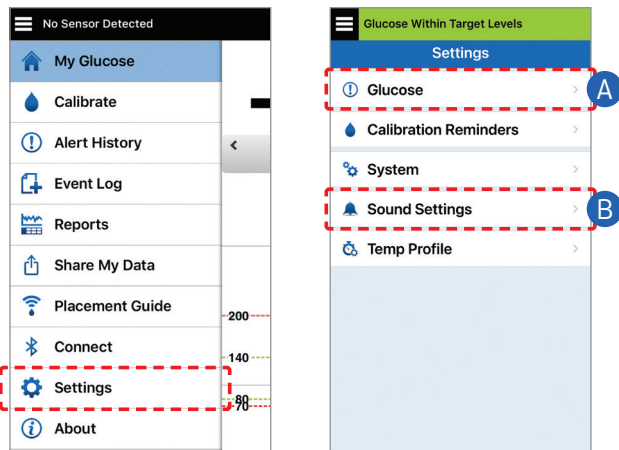 No Sensor Detected
My Glucose
Calibrate
Alert History
Event Log
Reports
Share My Data
Placement Guide
Connect
Settings
About
200
140
80
70
Glucose Within Target Levels
Settings
Glucose
A
Calibration Reminders
System
Sound Settings
B
Temp Profile